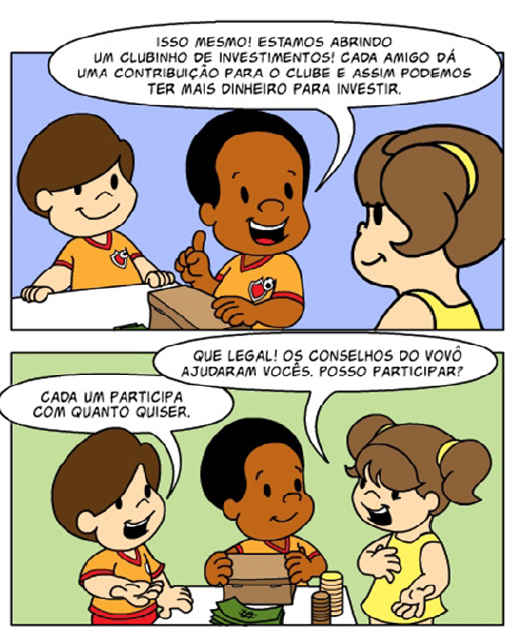 ISSO MESMO! ESTAMOS ABRINDO
UM CLUBINHO DE INVESTIMENTOS! CADA AMIGO DÁ
UMA CONTRIBUIÇÃO PARA O CLUBE E ASSIM PODEMOS
TER MAIS DINHEIRO PARA INVESTIR.
QUE LEGAL! OS CONSELHOS DO VOVÔ
AJUDARAM VOCÊS. POSSO PARTICIPAR?
CADA UM PARTICIPA
COM QUANTO QUISER.